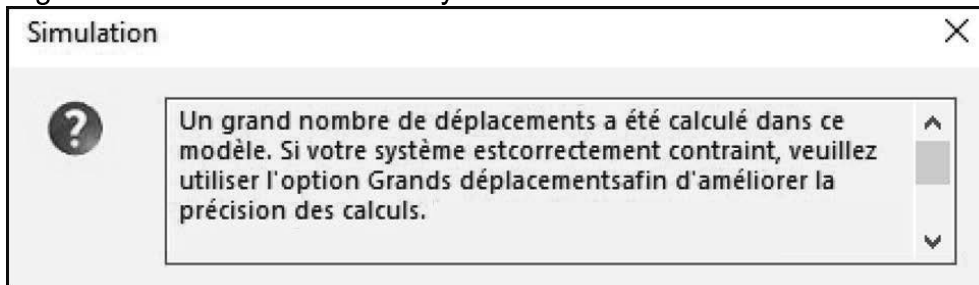 Simulation
Un grand nombre de déplacements a été calculé dans ce
modèle. Si votre système estcorrectement contraint, veuillez
utiliser l'option Grands déplacementsafin d'améliorer la
précision des calculs.